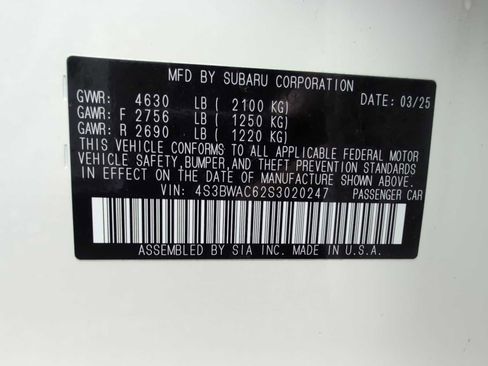 MFD BY SUBARU CORPORATION
GVWR: 4630 LB ( 2100 KG) DATE: 03/25
GAWR: F 2756 LB ( 1250 KG)
GAWR: R 2690 LB ( 1220 KG)
THIS VEHICLE CONFORMS TO ALL APPLICABLE FEDERAL MOTOR
VEHICLE SAFETY, BUMPER, AND THEFT PREVENTION STANDARDS
IN EFFECT ON THE DATE OF MANUFACTURE SHOWN ABOVE.
VIN: 4S3BWAC62S3020247 PASSENGER CAR
ASSEMBLED BY SIA INC. MADE IN U.S.A.